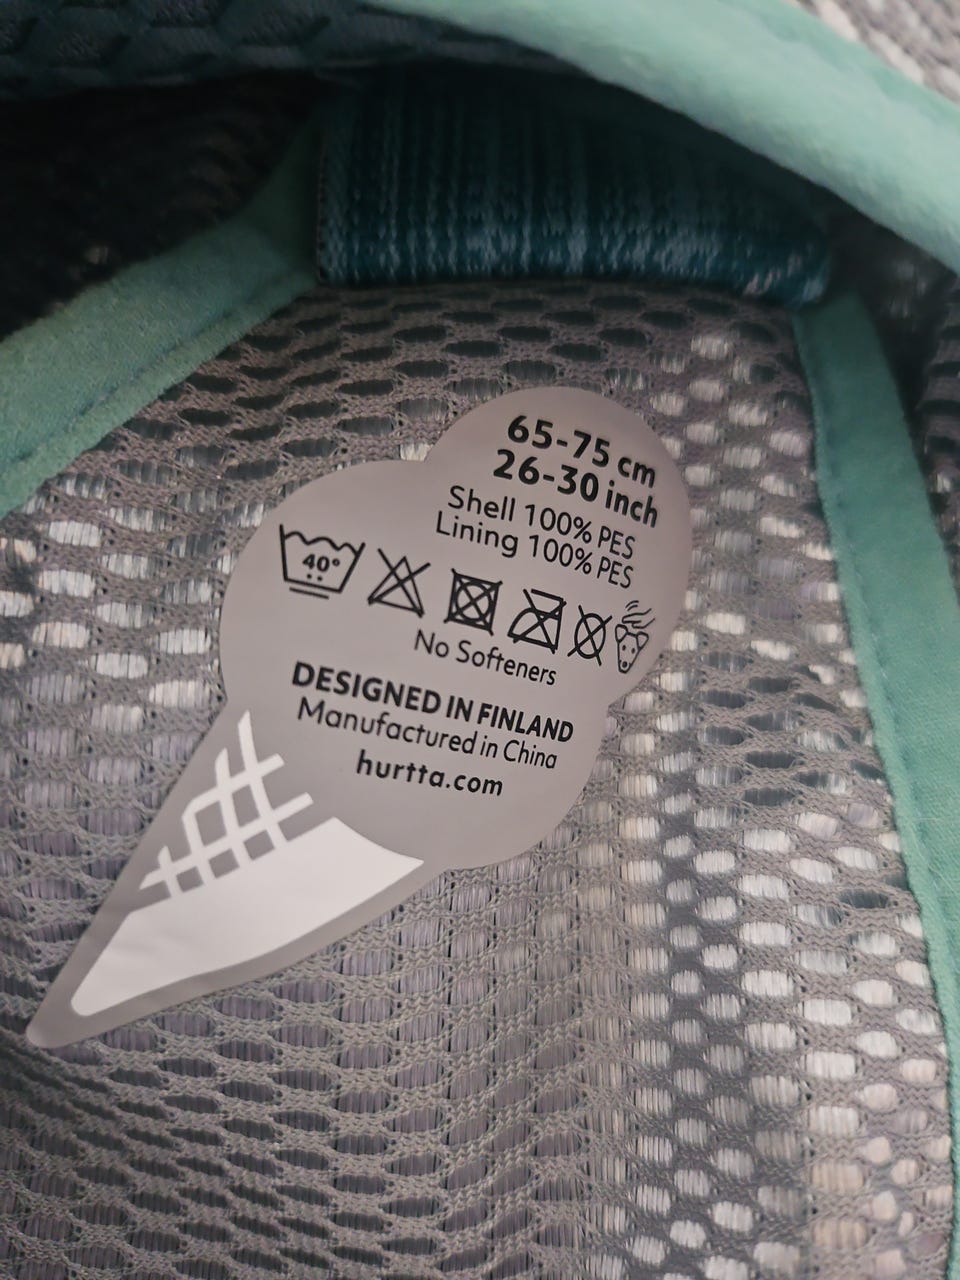 65-75 cm
26-30 inch
Shell 100% PES
Lining 100% PES
40°
No Softeners
DESIGNED IN FINLAND
Manufactured in China
hurtta.com